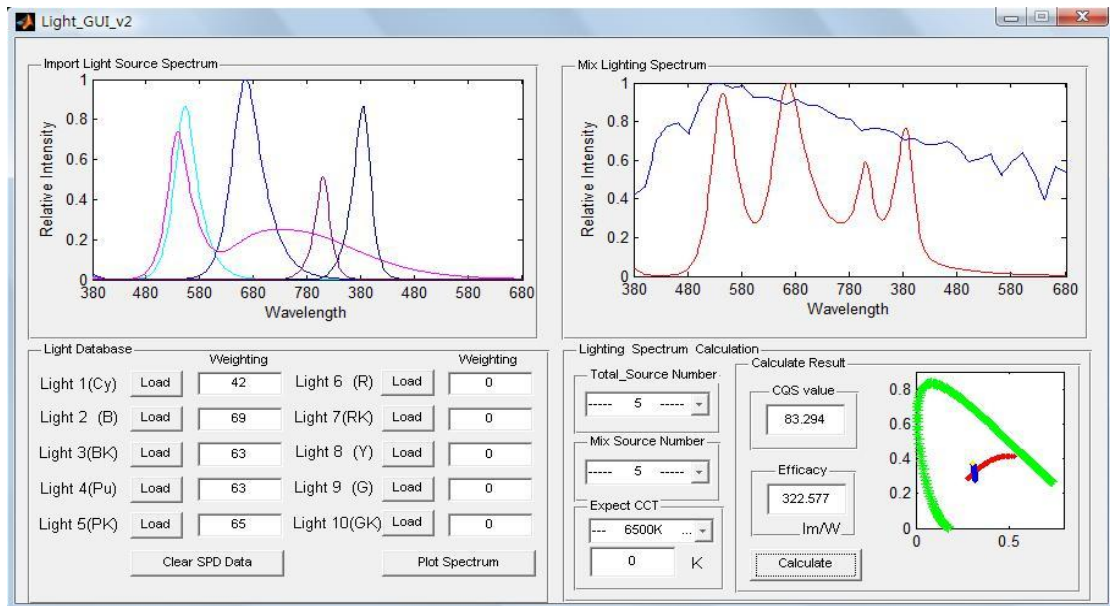 Light_GUI_v2
Import Light Source Spectrum
Relative Intensity
1
0.8
0.6
0.4
0.2
0
380 480 580 680 780 380 480 580 680
Wavelength
Mix Lighting Spectrum
Relative Intensity
1
0.8
0.6
0.4
0.2
0
380 480 580 680 780 380 480 580 680
Wavelength
Light Database
Weighting Weighting
Light 1(Cy) Load 42 Light 6 (R) Load 0
Light 2 (B) Load 69 Light 7(RK) Load 0
Light 3(BK) Load 63 Light 8 (Y) Load 0
Light 4(Pu) Load 63 Light 9 (G) Load 0
Light 5(PK) Load 65 Light 10(GK) Load 0
Clear SPD Data Plot Spectrum
Lighting Spectrum Calculation
Total_Source Number
----- 5 -----
Mix Source Number
----- 5 -----
Expect CCT
--- 6500K ...
0 K
Calculate Result
CQS value
83.294
Efficacy
322.577
lm/W
Calculate
0.8
0.6
0.4
0.2
0
0 0.5